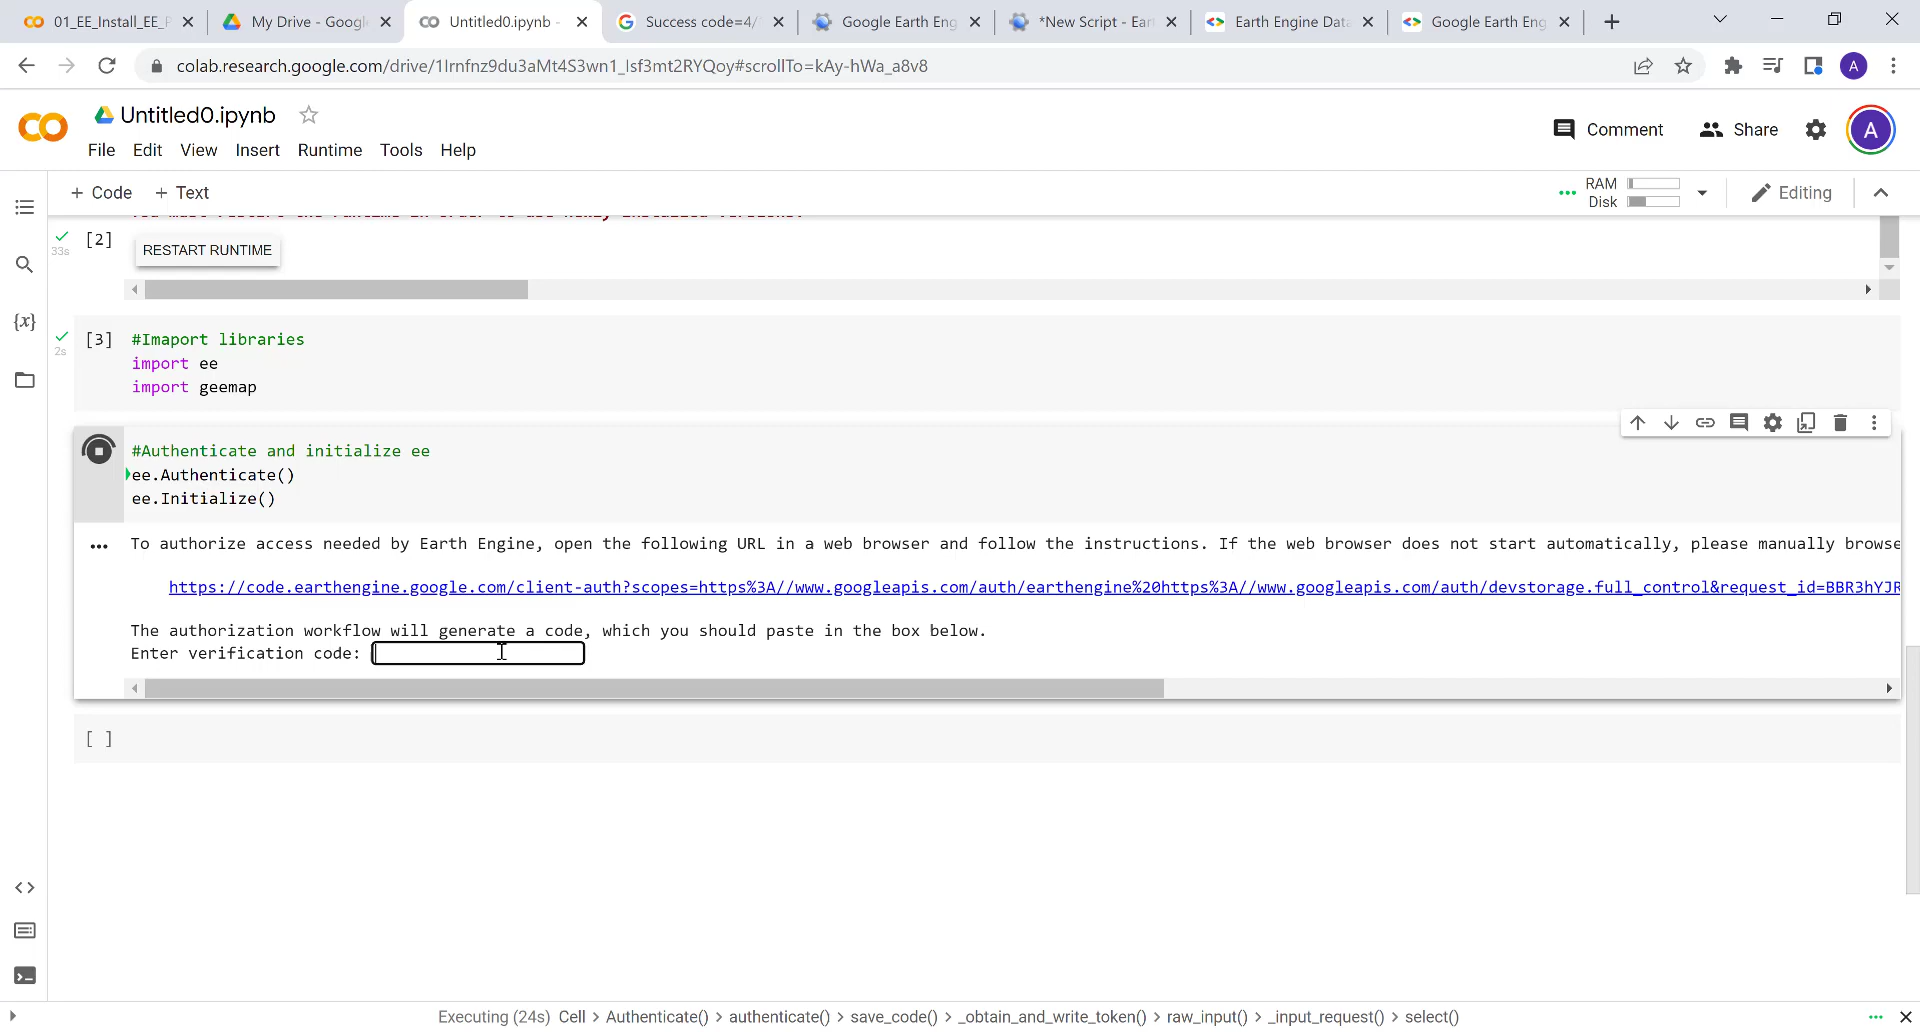 01_EE_Install_EE_P
My Drive - Google
Untitled0.ipynb -
Success code=4/
Google Earth Eng
*New Script - Ear
Earth Engine Data
Google Earth Eng
colab.research.google.com/drive/1Irnfnz9du3aMt4S3wn1_Isf3mt2RYQoy#scrollTo=kAy-hWa_a8v8
A
Untitled0.ipynb
Comment
Share
A
File Edit View Insert Runtime Tools Help
+ Code + Text
RAM
Disk
Editing
33s
[2]
RESTART RUNTIME
{x}
2s
[3]
#Imaport libraries
import ee
import geemap
#Authenticate and initialize ee
ee.Authenticate()
ee.Initialize()
To authorize access needed by Earth Engine, open the following URL in a web browser and follow the instructions. If the web browser does not start automatically, please manually browse
https://code.earthengine.google.com/client-auth?scopes=https%3A//www.googleapis.com/auth/earthengine%20https%3A//www.googleapis.com/auth/devstorage.full_control&request_id=BBR3hYJR
The authorization workflow will generate a code, which you should paste in the box below.
Enter verification code:
[ ]
Executing (24s) Cell > Authenticate() > authenticate() > save_code() > _obtain_and_write_token() > raw_input() > _input_request() > select()